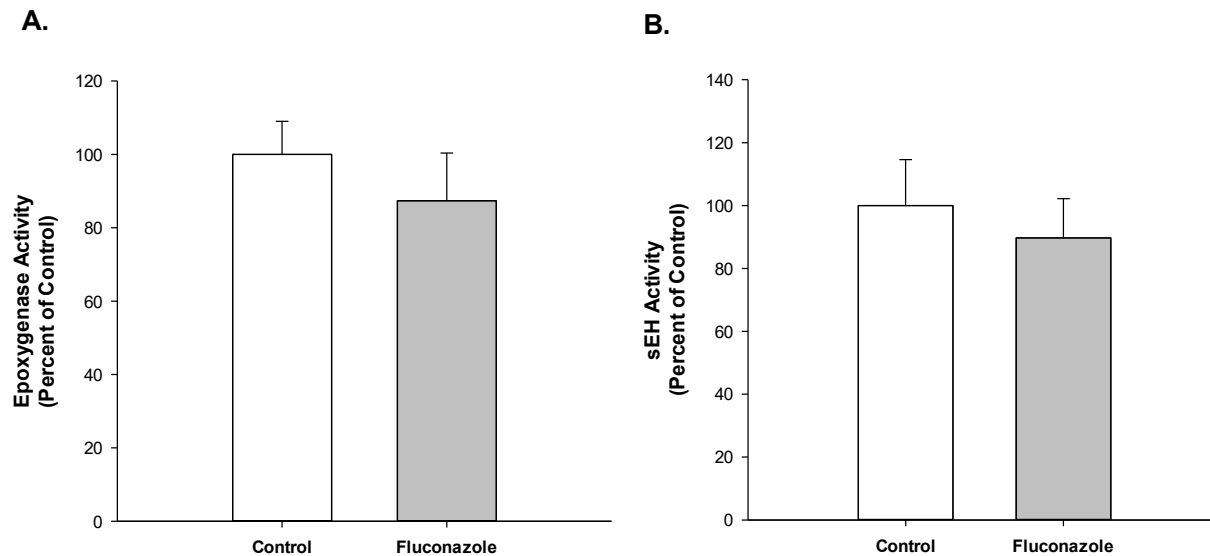 A.
Epoxygenase Activity
(Percent of Control)
120
100
80
60
40
20
0
Control Fluconazole
B.
sEH Activity
(Percent of Control)
140
120
100
80
60
40
20
0
Control Fluconazole